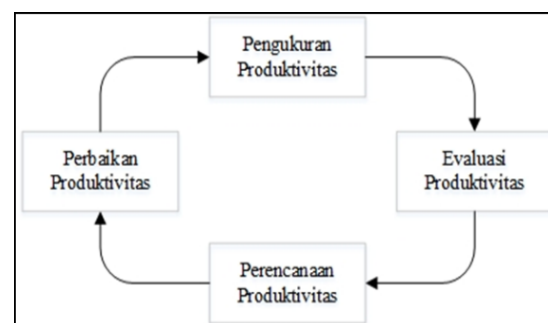 Pengukuran
Produktivitas
Perbaikan
Produktivitas
Evaluasi
Produktivitas
Perencanaan
Produktivitas